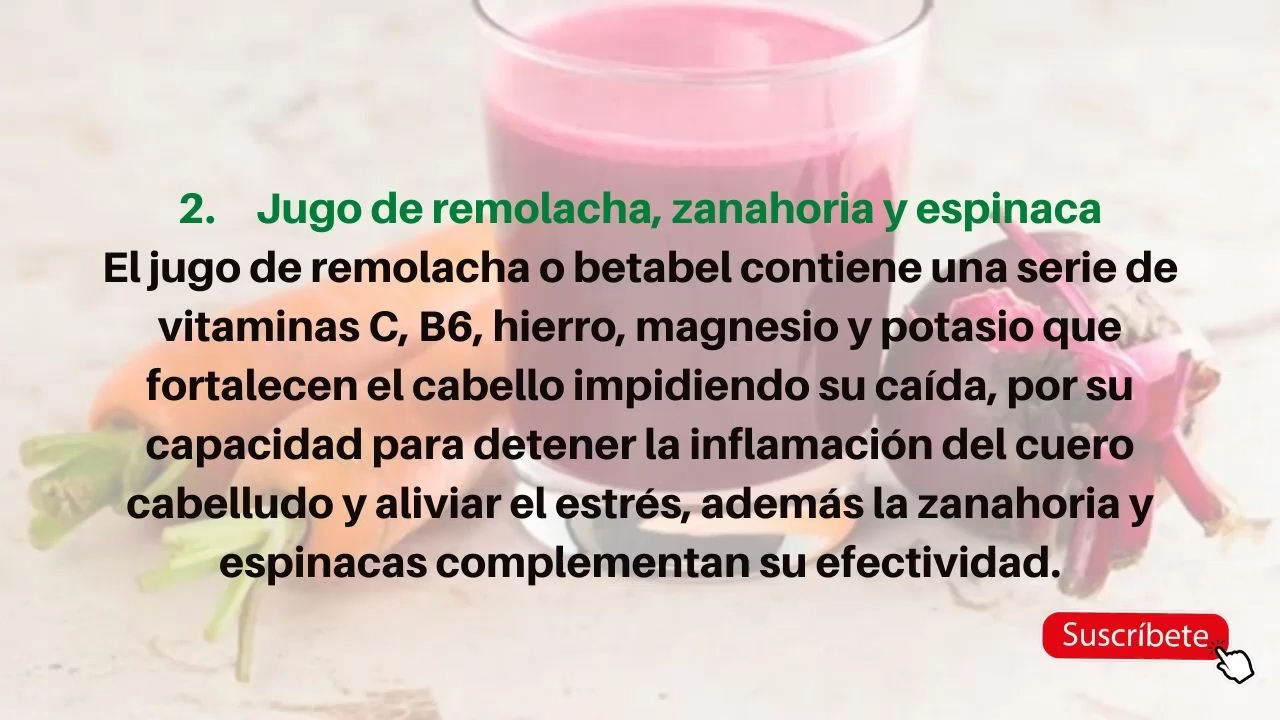 2. Jugo de remolacha, zanahoria y espinaca
El jugo de remolacha o betabel contiene una serie de
vitaminas C, B6, hierro, magnesio y potasio que
fortalecen el cabello impidiendo su caída, por su
capacidad para detener la inflamación del cuero
cabelludo y aliviar el estrés, además la zanahoria y
espinacas complementan su efectividad.
Suscríbete